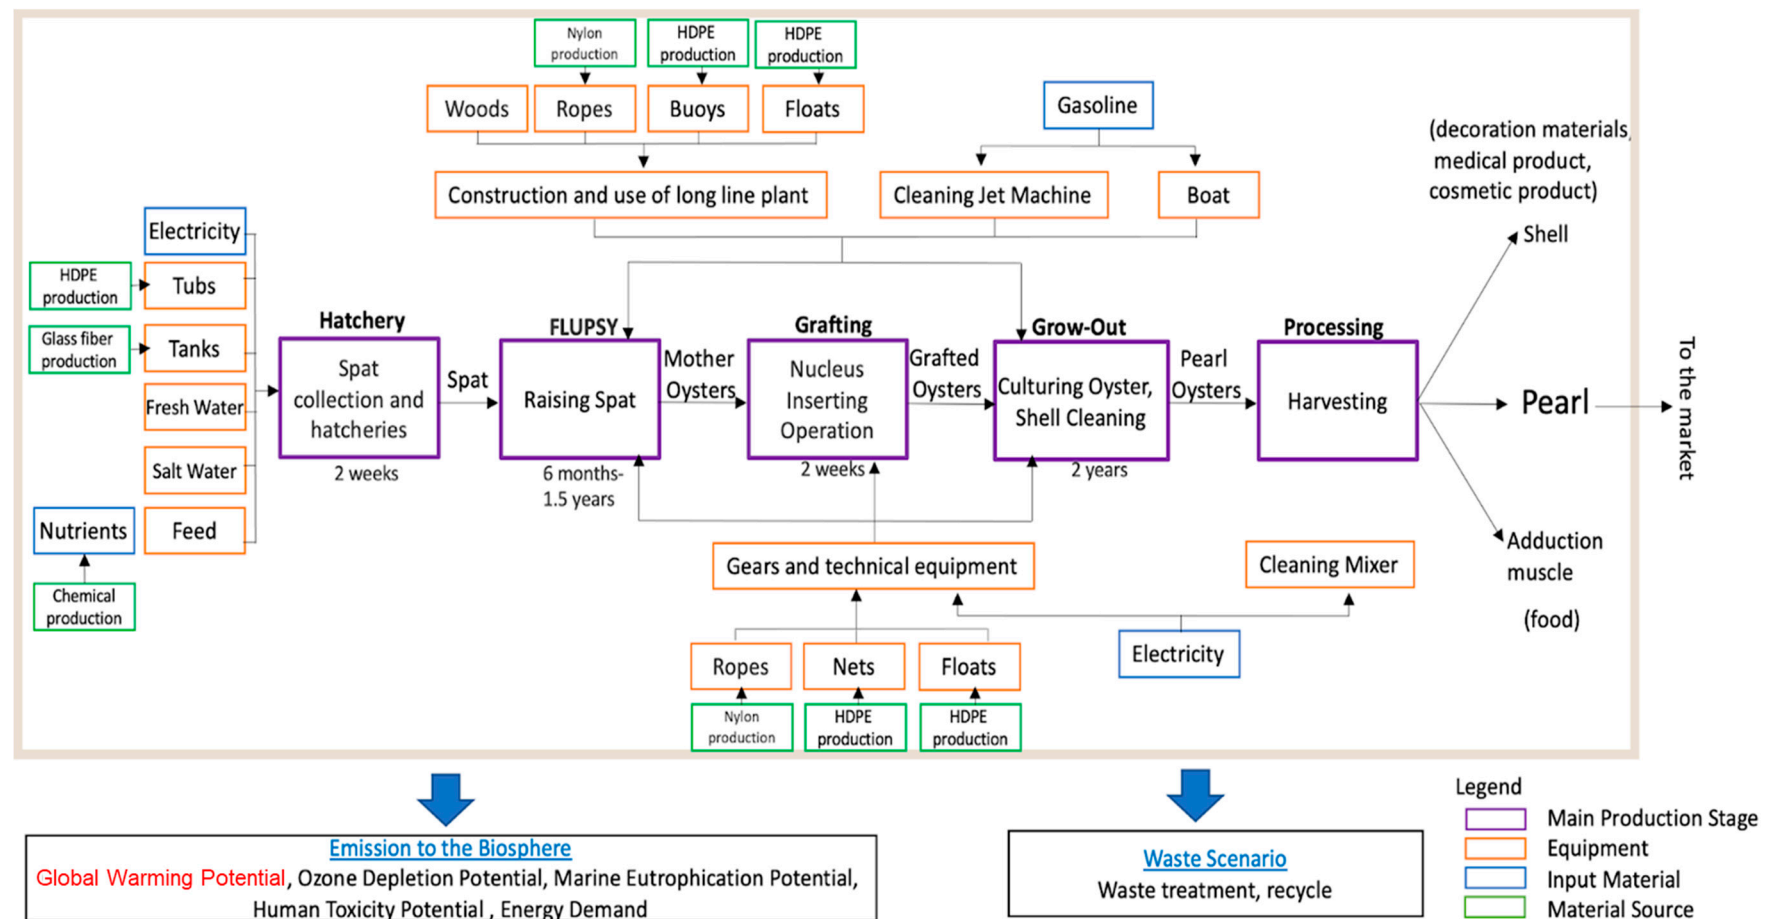 Nylon
production
HDPE
production
HDPE
production
Woods
Ropes
Buoys
Floats
Gasoline
Construction and use of long line plant
Cleaning Jet Machine
Boat
(decoration materials,
medical product,
cosmetic product)
Shell
Electricity
HDPE
production
Tubs
Glass fiber
production
Tanks
Fresh Water
Salt Water
Nutrients
Feed
Chemical
production
Hatchery
Spat
collection and
hatcheries
2 weeks
Spat
FLUPSY
Raising Spat
6 months-
1.5 years
Mother
Oysters
Grafting
Nucleus
Inserting
Operation
2 weeks
Grafted
Oysters
Grow-Out
Culturing Oyster,
Shell Cleaning
2 years
Pearl
Oysters
Processing
Harvesting
Pearl
To the market
Adduction
muscle
(food)
Gears and technical equipment
Cleaning Mixer
Electricity
Ropes
Nets
Floats
Nylon
production
HDPE
production
HDPE
production
Emission to the Biosphere
Global Warming Potential, Ozone Depletion Potential, Marine Eutrophication Potential,
Human Toxicity Potential , Energy Demand
Waste Scenario
Waste treatment, recycle
Legend
Main Production Stage
Equipment
Input Material
Material Source